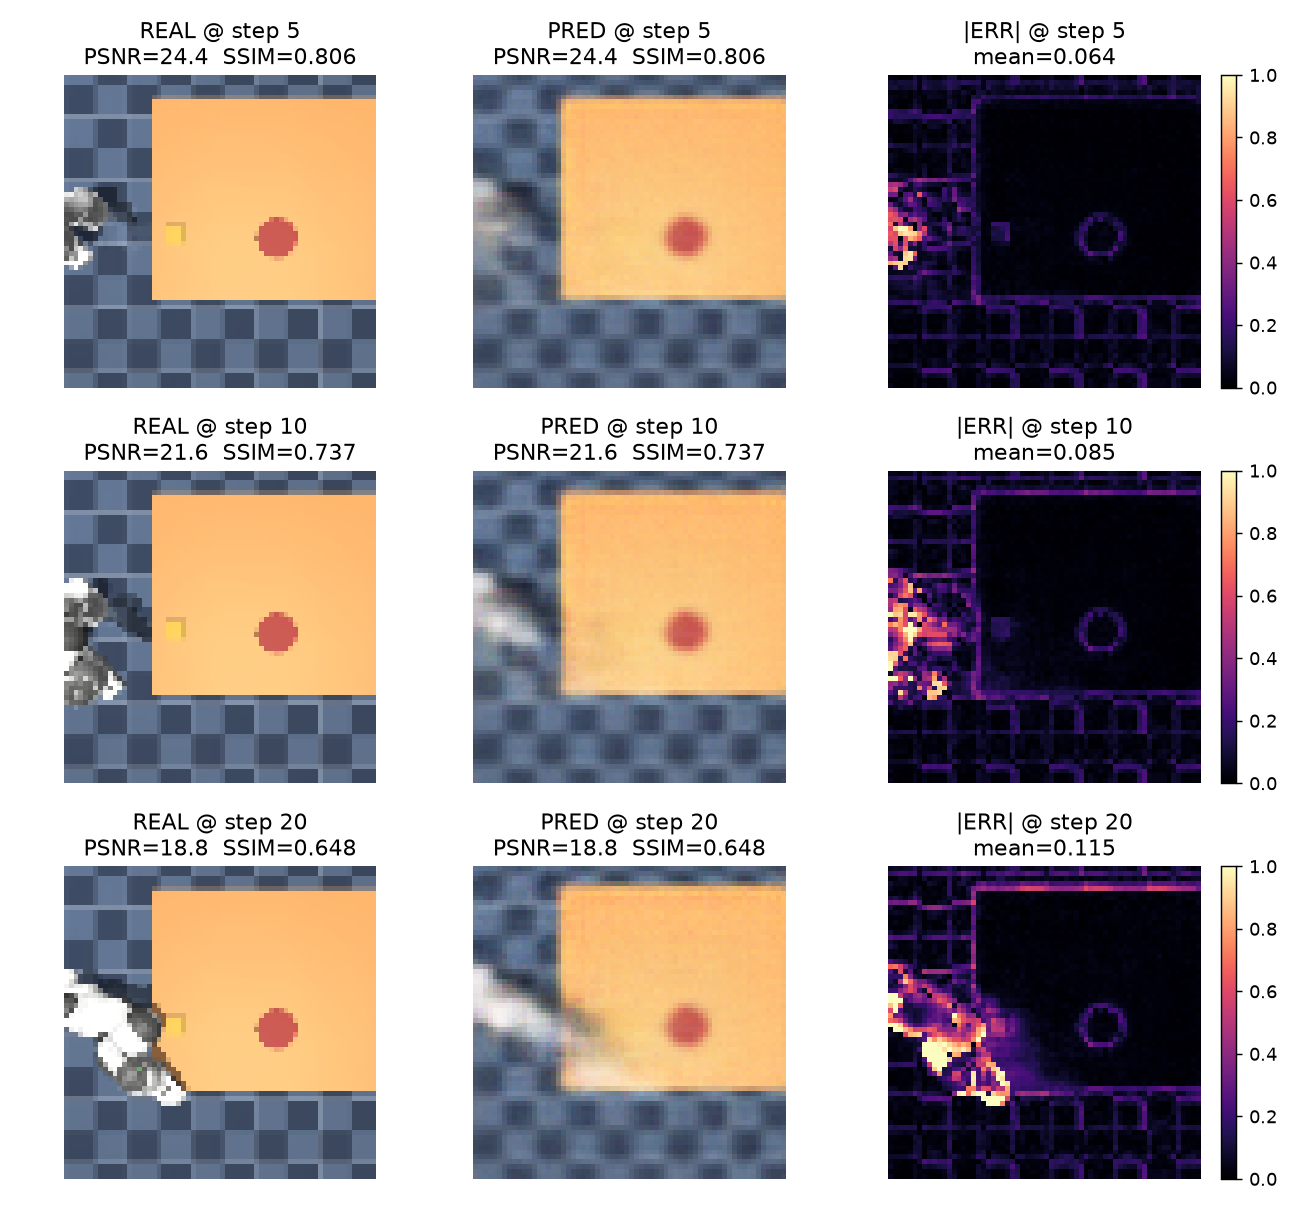 REAL @ step 5
PSNR=24.4 SSIM=0.806
PRED @ step 5
PSNR=24.4 SSIM=0.806
|ERR| @ step 5
mean=0.064
1.0
0.8
0.6
0.4
0.2
0.0
REAL @ step 10
PSNR=21.6 SSIM=0.737
PRED @ step 10
PSNR=21.6 SSIM=0.737
|ERR| @ step 10
mean=0.085
1.0
0.8
0.6
0.4
0.2
0.0
REAL @ step 20
PSNR=18.8 SSIM=0.648
PRED @ step 20
PSNR=18.8 SSIM=0.648
|ERR| @ step 20
mean=0.115
1.0
0.8
0.6
0.4
0.2
0.0